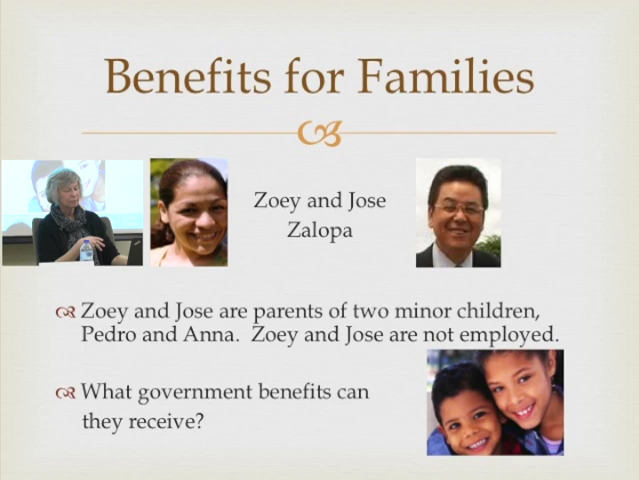 Benefits for Families
Zoey and Jose
Zalopa
Zoey and Jose are parents of two minor children,
Pedro and Anna.  Zoey and Jose are not employed.
What government benefits can
they receive?